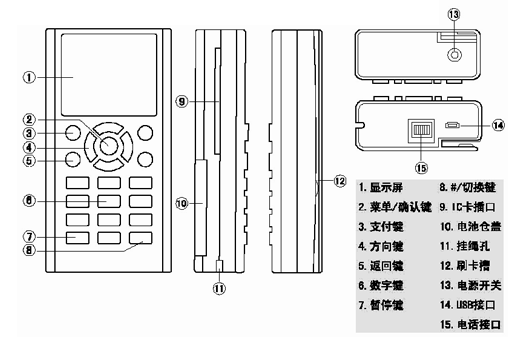 ①
②
③
④
⑤
⑥
⑦
⑧
⑨
⑩
⑪
⑫
⑬
⑭
⑮
1. 显示屏
2. 菜单/确认键
3. 支付键
4. 方向键
5. 返回键
6. 数字键
7. 暂停键
8. #/切换键
9. IC卡插口
10. 电池仓盖
11. 挂绳孔
12. 刷卡槽
13. 电源开关
14. USB接口
15. 电话接口